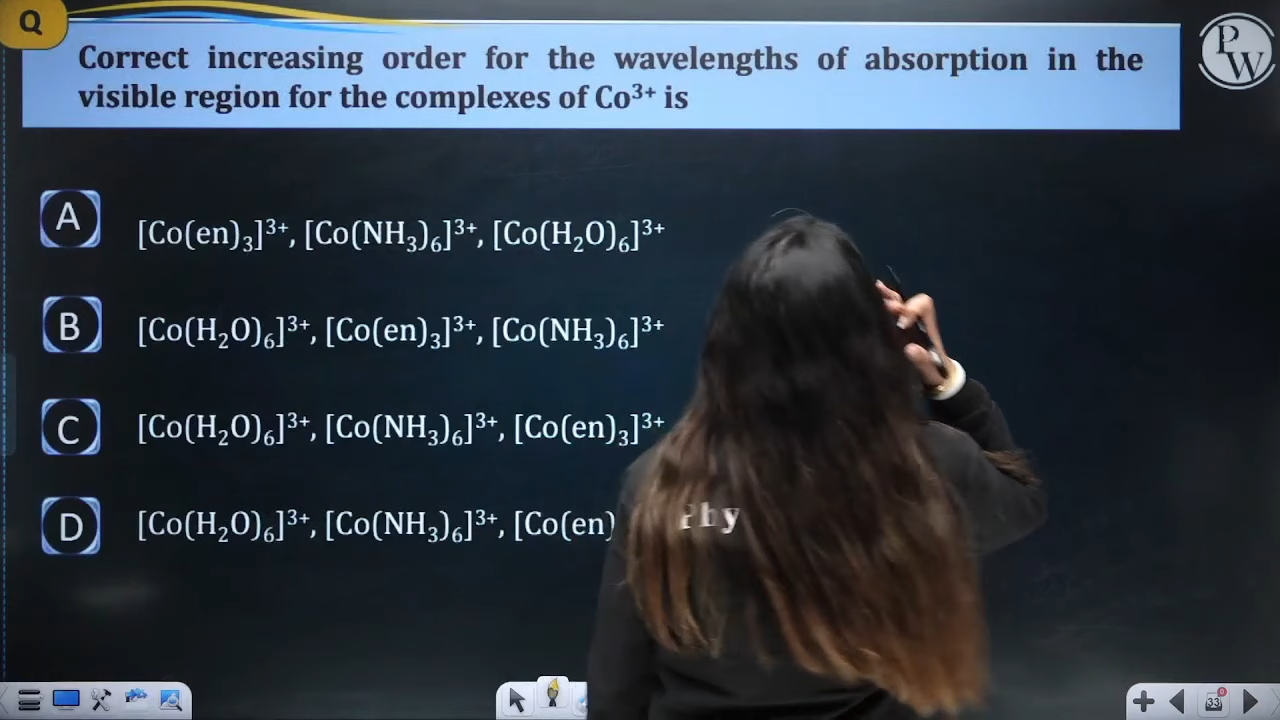 Q
Correct increasing order for the wavelengths of absorption in the
visible region for the complexes of Co³⁺ is
PW
A
[Co(en)₃]³⁺, [Co(NH₃)₆]³⁺, [Co(H₂O)₆]³⁺
B
[Co(H₂O)₆]³⁺, [Co(en)₃]³⁺, [Co(NH₃)₆]³⁺
C
[Co(H₂O)₆]³⁺, [Co(NH₃)₆]³⁺, [Co(en)₃]³⁺
D
[Co(H₂O)₆]³⁺, [Co(NH₃)₆]³⁺, [Co(en)
33